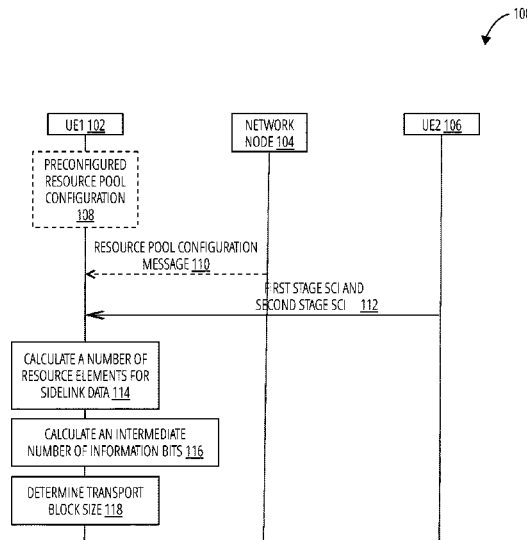 100
UE1 102
NETWORK
NODE 104
UE2 106
PRECONFIGURED
RESOURCE POOL
CONFIGURATION
108
RESOURCE POOL CONFIGURATION
MESSAGE 110
FIRST STAGE SCI AND
SECOND STAGE SCI 112
CALCULATE A NUMBER OF
RESOURCE ELEMENTS FOR
SIDELINK DATA 114
CALCULATE AN INTERMEDIATE
NUMBER OF INFORMATION BITS 116
DETERMINE TRANSPORT
BLOCK SIZE 118